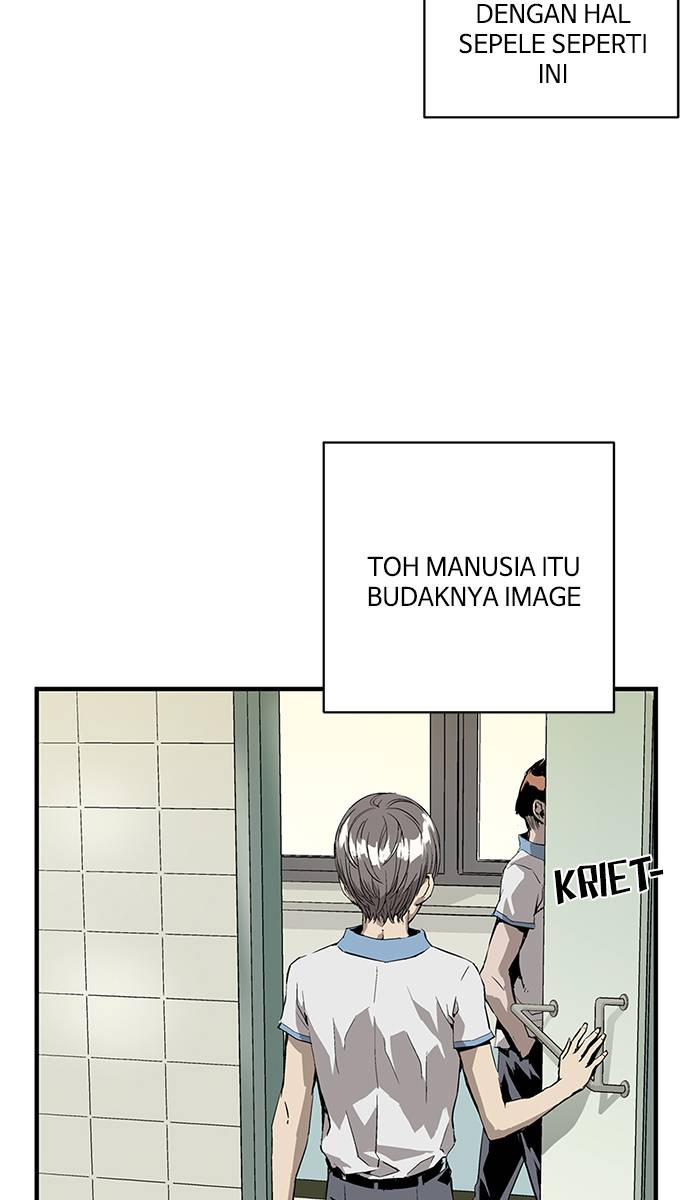 DENGAN HAL
SEPELE SEPERTI
INI
TOH MANUSIA ITU
BUDAKNYA IMAGE
KRIET-